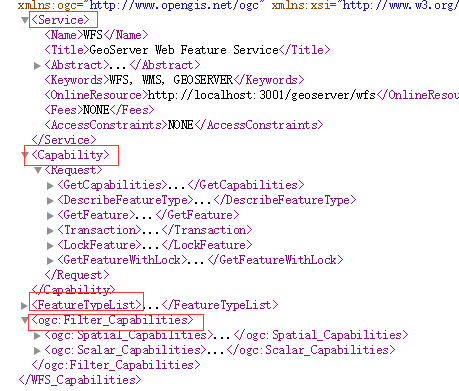 xmlns:ogc="http://www.opengis.net/ogc" xmlns:xsi="http://www.w3.org/
<Service>
<Name>WFS</Name>
<Title>GeoServer Web Feature Service</Title>
<Abstract>...</Abstract>
<Keywords>WFS, WMS, GEOSERVER</Keywords>
<OnlineResource>http://localhost:3001/geoserver/wfs</OnlineResou
<Fees>NONE</Fees>
<AccessConstraints>NONE</AccessConstraints>
</Service>
<Capability>
<Request>
<GetCapabilities>...</GetCapabilities>
<DescribeFeatureType>...</DescribeFeatureType>
<GetFeature>...</GetFeature>
<Transaction>...</Transaction>
<LockFeature>...</LockFeature>
<GetFeatureWithLock>...</GetFeatureWithLock>
</Request>
</Capability>
<FeatureTypeList>...</FeatureTypeList>
<ogc:Filter_Capabilities>
<ogc:Spatial_Capabilities>...</ogc:Spatial_Capabilities>
<ogc:Scalar_Capabilities>...</ogc:Scalar_Capabilities>
</ogc:Filter_Capabilities>
</WFS_Capabilities>